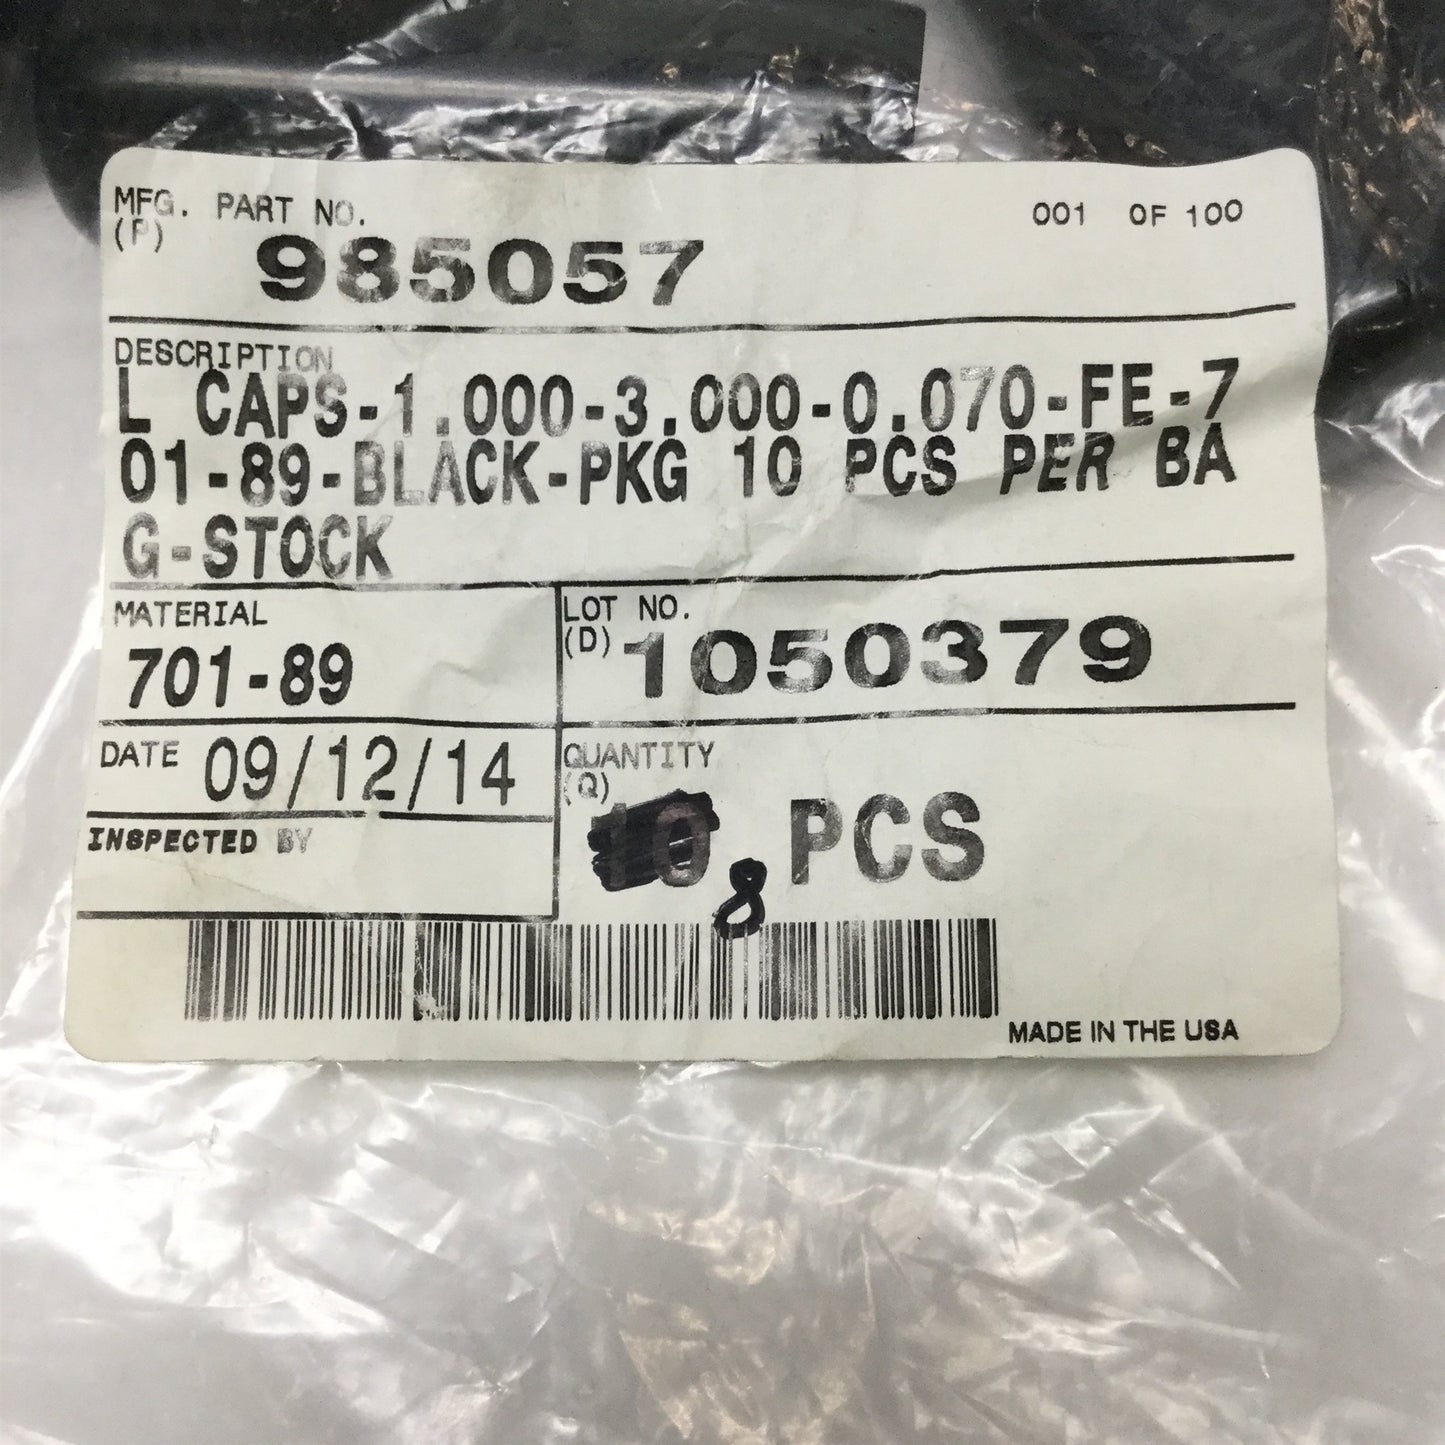 MFG. PART NO. 001 OF 100
(P) 985057
DESCRIPTION
L CAPS-1.000-3.000-0.070-FE-7
01-89-BLACK-PKG 10 PCS PER BA
G-STOCK
MATERIAL
701-89
LOT NO.
(D) 1050379
DATE 09/12/14
QUANTITY
(Q) 10 PCS
8
INSPECTED BY
MADE IN THE USA